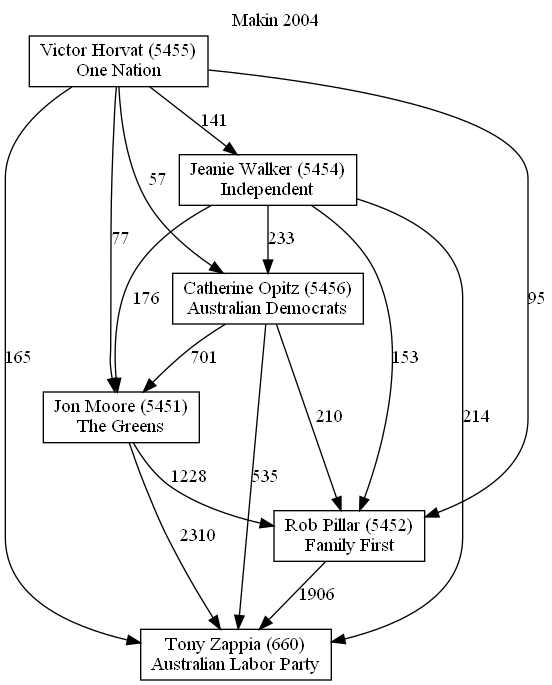 Makin 2004
Victor Horvat (5455)
One Nation
141
Jeanie Walker (5454)
Independent
57
77
233
176
Catherine Opitz (5456)
Australian Democrats
95
165
701
153
Jon Moore (5451)
The Greens
210
214
1228
535
2310
Rob Pillar (5452)
Family First
1906
Tony Zappia (660)
Australian Labor Party